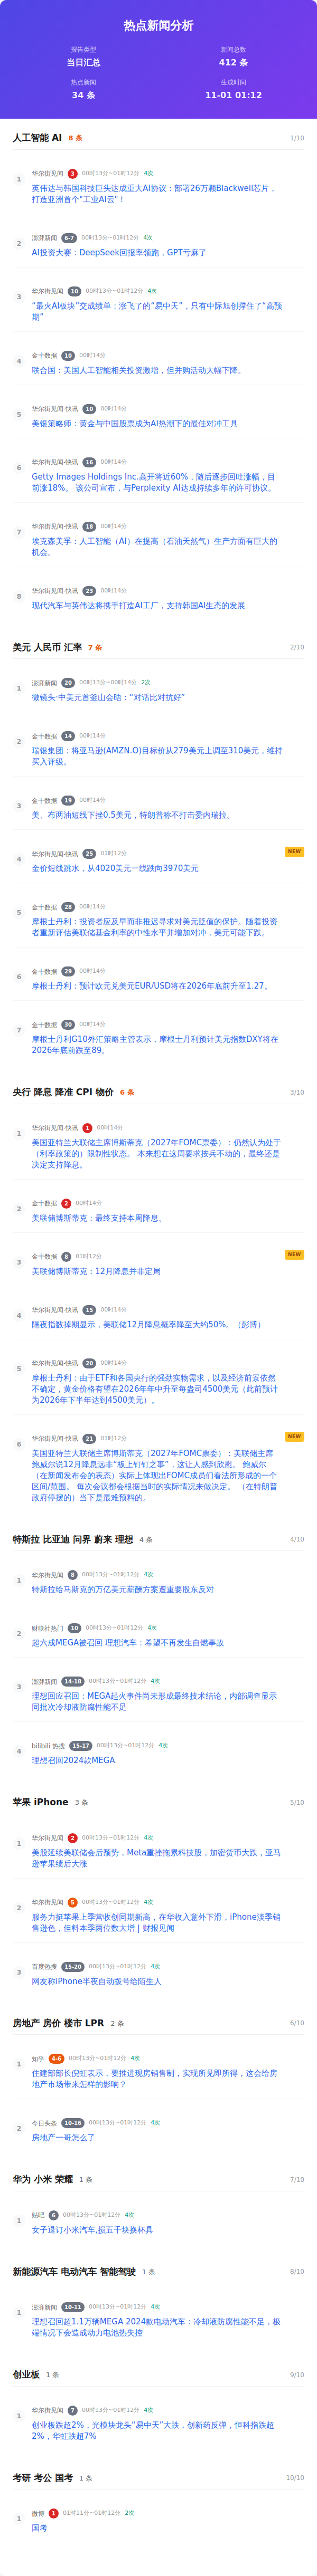 热点新闻分析
报告类型
新闻总数
当日汇总
412 条
热点新闻
生成时间
34 条
11-01 01:12
人工智能 AI 8 条 1/10
1 华尔街见闻 3 00时13分~01时12分 4次
英伟达与韩国科技巨头达成重大AI协议：部署26万颗Blackwell芯片，
打造亚洲首个"工业AI云"！
2 澎湃新闻 6-7 00时13分~01时12分 4次
AI投资大赛：DeepSeek回报率领跑，GPT亏麻了
3 华尔街见闻 10 00时13分~01时12分 4次
“最火AI板块”交成绩单：涨飞了的“易中天”，只有中际旭创撑住了“高预
期”
4 金十数据 10 00时14分
联合国：美国人工智能相关投资激增，但并购活动大幅下降。
5 华尔街见闻-快讯 10 00时14分
美银策略师：黄金与中国股票成为AI热潮下的最佳对冲工具
6 华尔街见闻-快讯 16 00时14分
Getty Images Holdings Inc.高开将近60%，随后逐步回吐涨幅，目
前涨18%。 该公司宣布，与Perplexity AI达成持续多年的许可协议。
7 华尔街见闻-快讯 18 00时14分
埃克森美孚：人工智能（AI）在提高（石油天然气）生产方面有巨大的
机会。
8 华尔街见闻-快讯 23 00时14分
现代汽车与英伟达将携手打造AI工厂，支持韩国AI生态的发展
美元 人民币 汇率 7 条 2/10
1 澎湃新闻 20 00时13分~00时14分 2次
微镜头·中美元首釜山会晤：“对话比对抗好”
2 金十数据 14 00时14分
瑞银集团：将亚马逊(AMZN.O)目标价从279美元上调至310美元，维持
买入评级。
3 金十数据 19 00时14分
美、布两油短线下挫0.5美元，特朗普称不打击委内瑞拉。
4 华尔街见闻-快讯 25 01时12分 NEW
金价短线跳水，从4020美元一线跌向3970美元
5 金十数据 28 00时14分
摩根士丹利：投资者应及早而非推迟寻求对美元贬值的保护。随着投资
者重新评估美联储基金利率的中性水平并增加对冲，美元可能下跌。
6 金十数据 29 00时14分
摩根士丹利：预计欧元兑美元EUR/USD将在2026年底前升至1.27。
7 金十数据 30 00时14分
摩根士丹利G10外汇策略主管表示，摩根士丹利预计美元指数DXY将在
2026年底前跌至89。
央行 降息 降准 CPI 物价 6 条 3/10
1 华尔街见闻-快讯 1 00时14分
美国亚特兰大联储主席博斯蒂克（2027年FOMC票委）：仍然认为处于
（利率政策的）限制性状态。 本来想在这周要求按兵不动的，最终还是
决定支持降息。
2 金十数据 2 00时14分
美联储博斯蒂克：最终支持本周降息。
3 金十数据 8 01时12分 NEW
美联储博斯蒂克：12月降息并非定局
4 华尔街见闻-快讯 15 00时14分
隔夜指数掉期显示，美联储12月降息概率降至大约50%。（彭博）
5 华尔街见闻-快讯 20 00时14分
摩根士丹利：由于ETF和各国央行的强劲实物需求，以及经济前景依然
不确定，黄金价格有望在2026年年中升至每盎司4500美元（此前预计
为2026年下半年达到4500美元）。
6 华尔街见闻-快讯 21 01时12分 NEW
美国亚特兰大联储主席博斯蒂克（2027年FOMC票委）：美联储主席
鲍威尔说12月降息远非“板上钉钉之事”，这让人感到欣慰。 鲍威尔
（在新闻发布会的表态）实际上体现出FOMC成员们看法所形成的一个
区间/范围。 每次会议都会根据当时的实际情况来做决定。 （在特朗普
政府停摆的）当下是最难预料的。
特斯拉 比亚迪 问界 蔚来 理想 4 条 4/10
1 华尔街见闻 8 00时13分~01时12分 4次
特斯拉给马斯克的万亿美元薪酬方案遭重要股东反对
2 财联社热门 10 00时13分~01时12分 4次
超六成MEGA被召回 理想汽车：希望不再发生自燃事故
3 澎湃新闻 14-18 00时13分~01时12分 4次
理想回应召回：MEGA起火事件尚未形成最终技术结论，内部调查显示
同批次冷却液防腐性能不足
4 bilibili 热搜 15-17 00时13分~01时12分 4次
理想召回2024款MEGA
苹果 iPhone 3 条 5/10
1 华尔街见闻 2 00时13分~01时12分 4次
美股延续美联储会后颓势，Meta重挫拖累科技股，加密货币大跌，亚马
逊苹果绩后大涨
2 华尔街见闻 5 00时13分~01时12分 4次
服务力挺苹果上季营收创同期新高，在华收入意外下滑，iPhone淡季销
售逊色，但料本季两位数大增 | 财报见闻
3 百度热搜 15-20 00时13分~01时12分 4次
网友称iPhone半夜自动拨号给陌生人
房地产 房价 楼市 LPR 2 条 6/10
1 知乎 4-6 00时13分~01时12分 4次
住建部部长倪虹表示，要推进现房销售制，实现所见即所得，这会给房
地产市场带来怎样的影响？
2 今日头条 10-16 00时13分~01时12分 4次
房地产一哥怎么了
华为 小米 荣耀 1 条 7/10
1 贴吧 6 00时13分~01时12分 4次
女子退订小米汽车,损五千块换杯具
新能源汽车 电动汽车 智能驾驶 1 条 8/10
1 澎湃新闻 10-11 00时13分~01时12分 4次
理想召回超1.1万辆MEGA 2024款电动汽车：冷却液防腐性能不足，极
端情况下会造成动力电池热失控
创业板 1 条 9/10
1 华尔街见闻 7 00时13分~01时12分 4次
创业板跌超2%，光模块龙头“易中天”大跌，创新药反弹，恒科指跌超
2%，华虹跌超7%
考研 考公 国考 1 条 10/10
1 微博 1 01时11分~01时12分 2次
国考